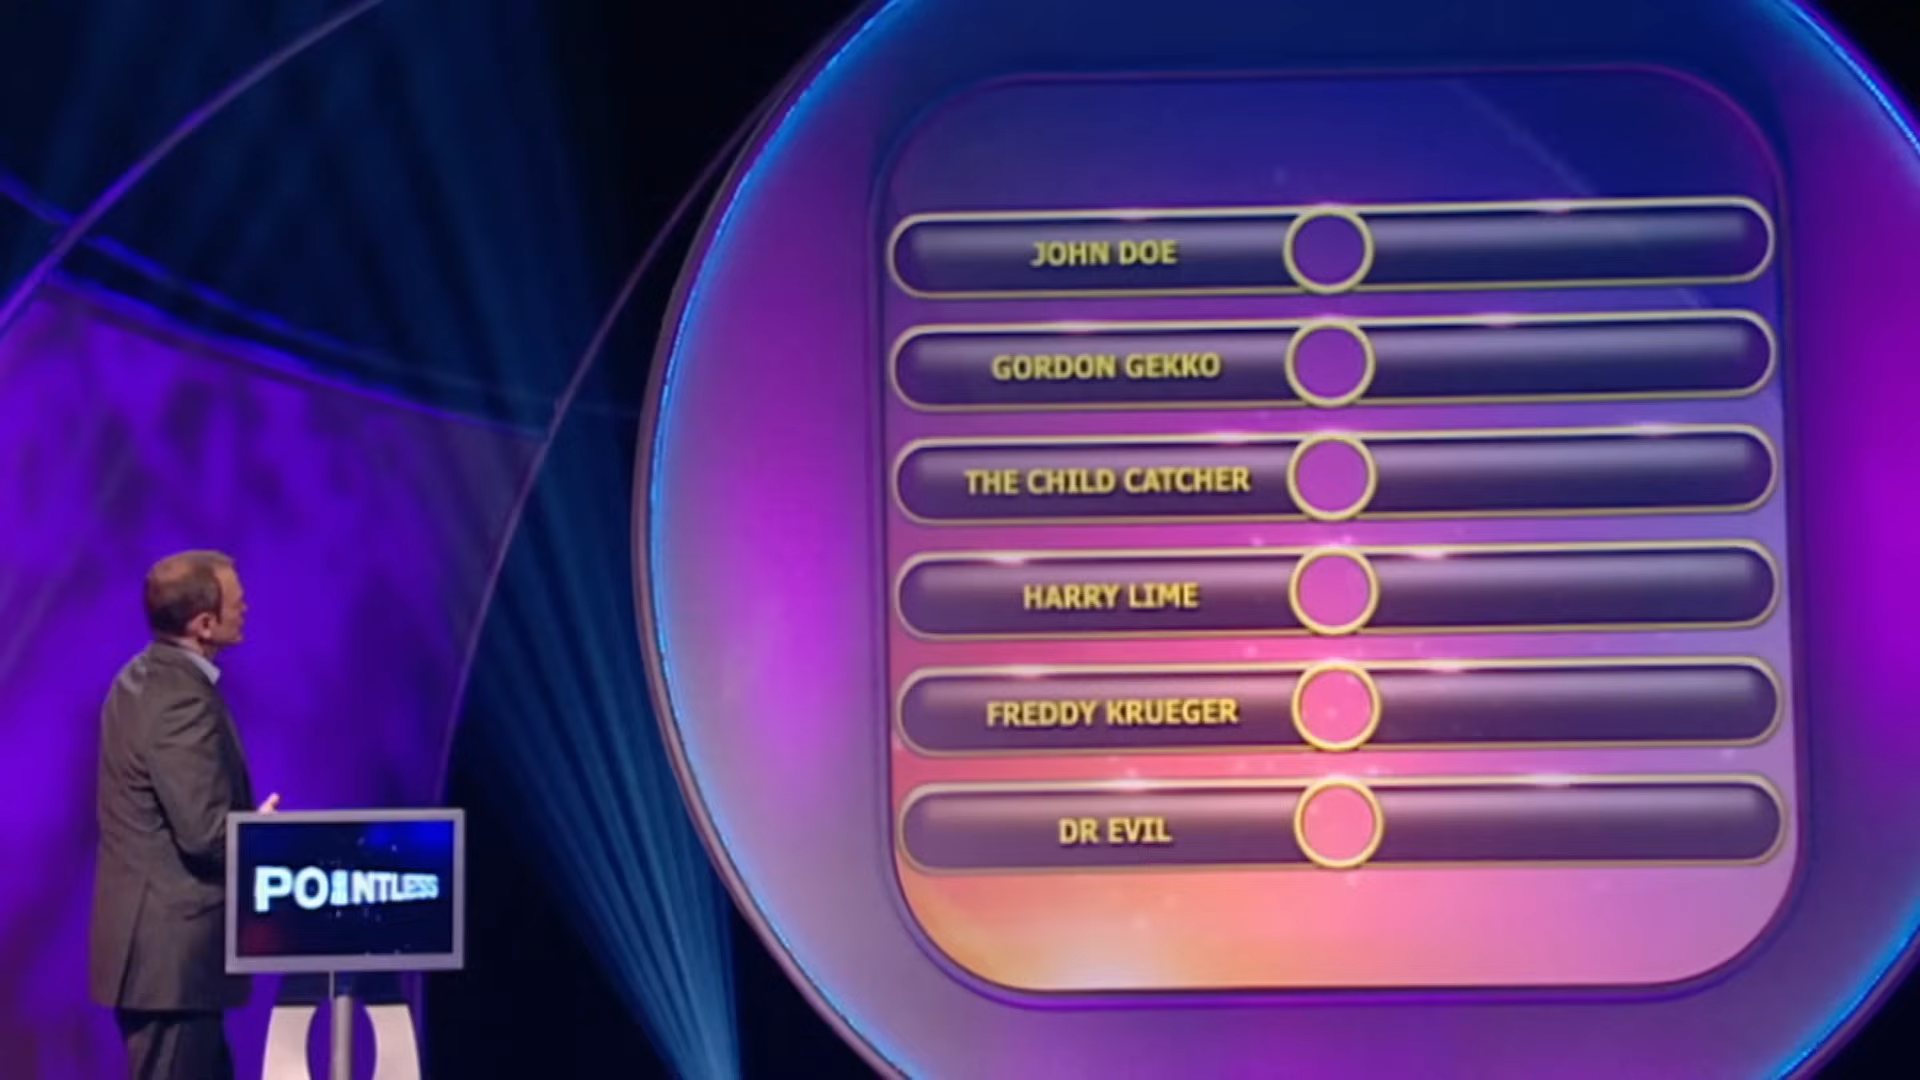 JOHN DOE
GORDON GEKKO
THE CHILD CATCHER
HARRY LIME
FREDDY KRUEGER
DR EVIL
POINTLESS